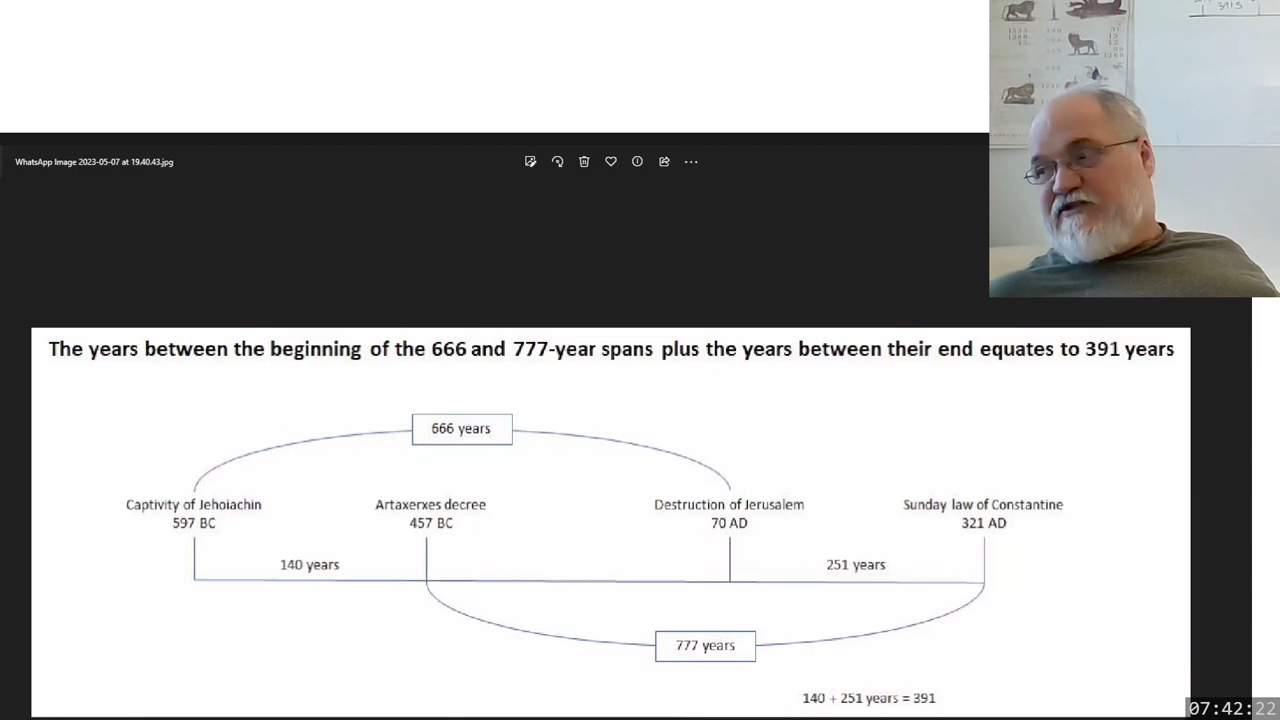 391.5
WhatsApp Image 2023-05-07 at 19.40.43.jpg
The years between the beginning of the 666 and 777-year spans plus the years between their end equates to 391 years
666 years
Captivity of Jehoiachin
597 BC
Artaxerxes decree
457 BC
Destruction of Jerusalem
70 AD
Sunday law of Constantine
321 AD
140 years
251 years
777 years
140 + 251 years = 391
07:42:22